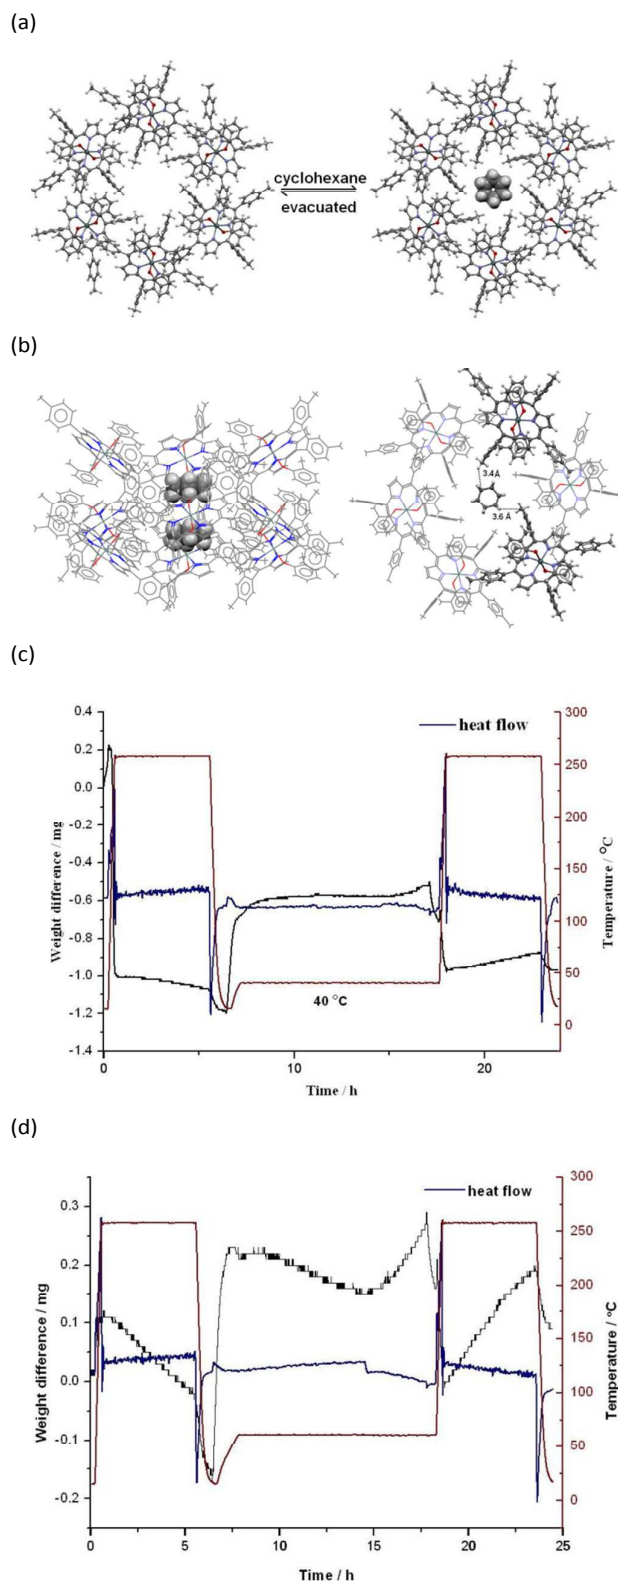 (a)
cyclohexane
evacuated
(b)
3.4 Å
3.6 Å
(c)
heat flow
Weight difference / mg
Temperature / °C
0.4
0.2
0.0
-0.2
-0.4
-0.6
-0.8
-1.0
-1.2
-1.4
300
250
200
150
100
50
0
40 °C
0
10
20
Time / h
(d)
heat flow
Weight difference / mg
Temperature / °C
0.3
0.2
0.1
0.0
-0.1
-0.2
300
250
200
150
100
50
0
0
5
10
15
20
25
Time / h